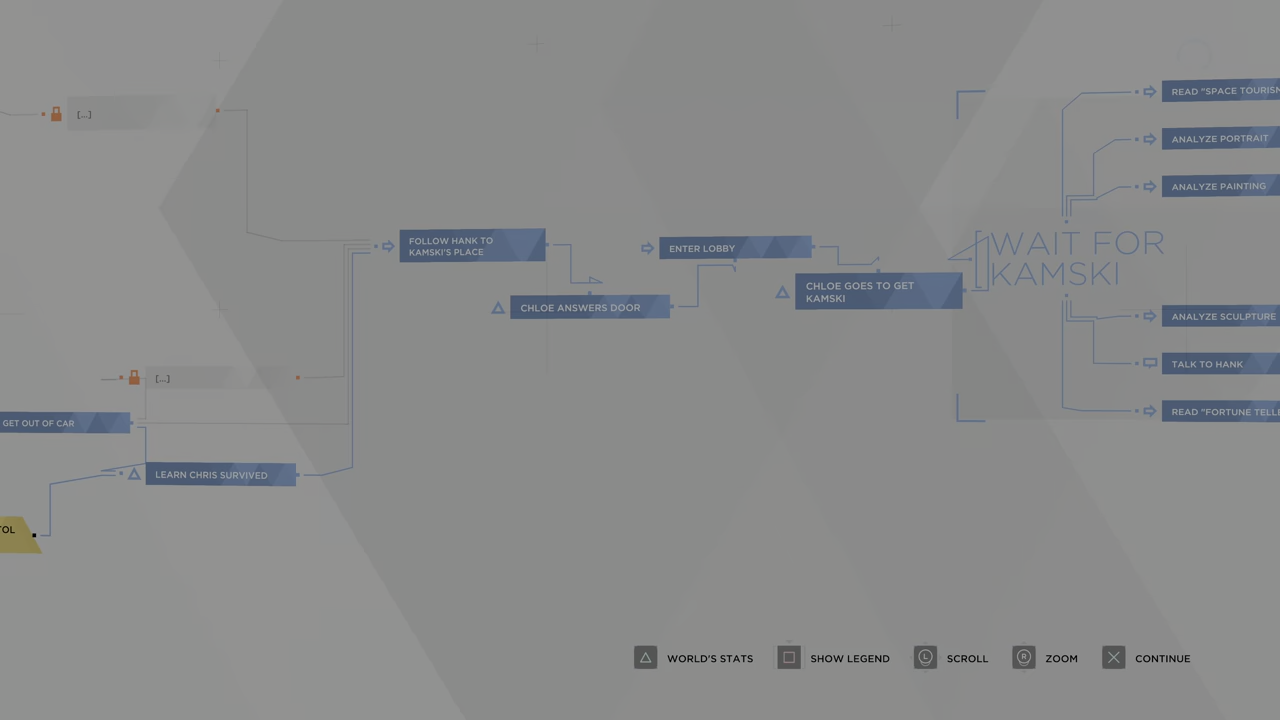 READ "SPACE TOURISM
[...]
ANALYZE PORTRAIT
ANALYZE PAINTING
FOLLOW HANK TO
KAMSKI'S PLACE
ENTER LOBBY
WAIT FOR
KAMSKI
CHLOE GOES TO GET
KAMSKI
CHLOE ANSWERS DOOR
ANALYZE SCULPTURE
TALK TO HANK
[...]
READ "FORTUNE TELLE
GET OUT OF CAR
LEARN CHRIS SURVIVED
TOL
WORLD'S STATS
SHOW LEGEND
L
SCROLL
R
ZOOM
CONTINUE